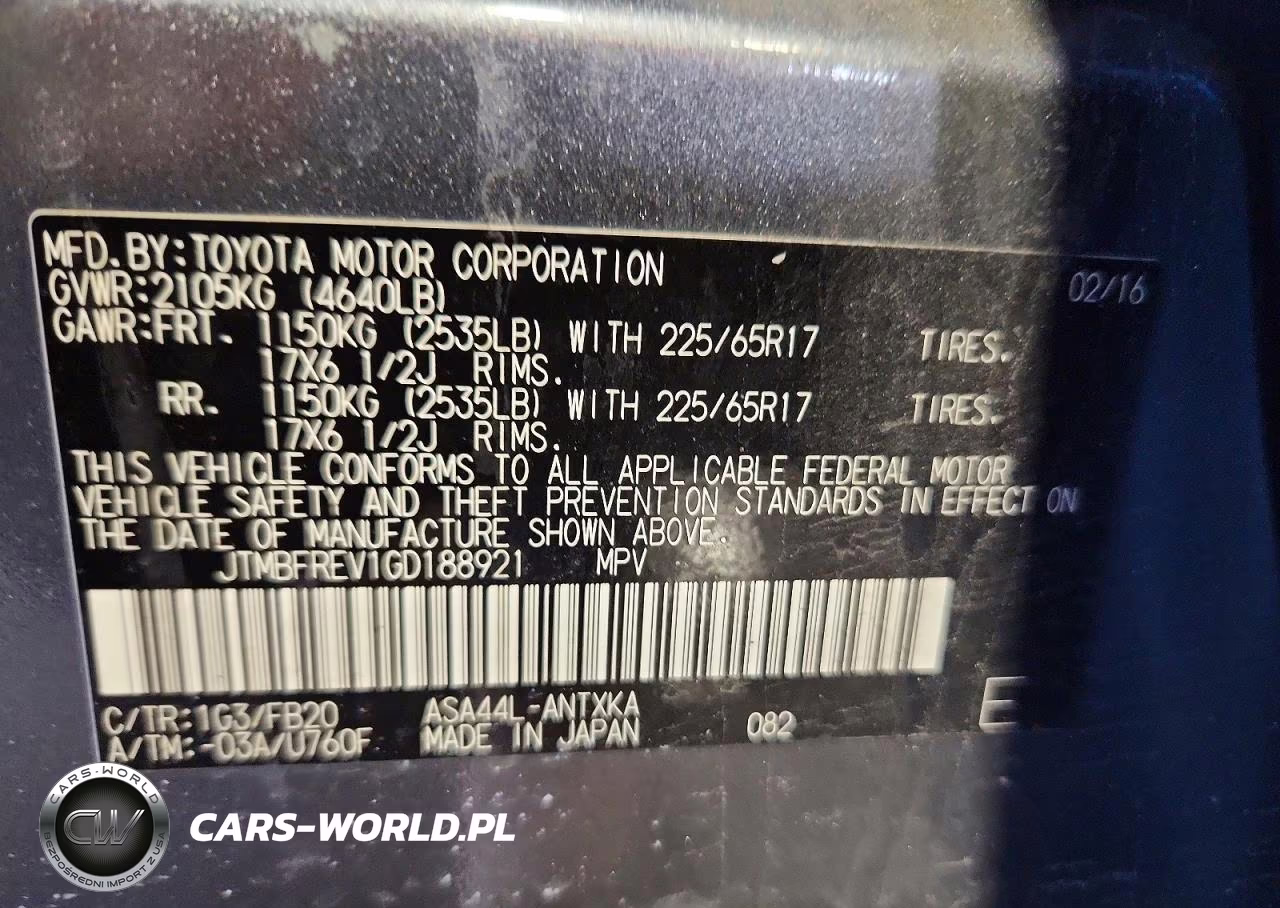 MFD. BY: TOYOTA MOTOR CORPORATION 02/16
GVWR: 2105KG (4640LB)
GAWR: FRT. 1150KG (2535LB) WITH 225/65R17 TIRES.
17X6 1/2J RIMS.
RR. 1150KG (2535LB) WITH 225/65R17 TIRES.
17X6 1/2J RIMS.
THIS VEHICLE CONFORMS TO ALL APPLICABLE FEDERAL MOTOR
VEHICLE SAFETY AND THEFT PREVENTION STANDARDS IN EFFECT ON
THE DATE OF MANUFACTURE SHOWN ABOVE.
JTMBFREV1GD188921 MPV
C/TR: 1G3/FB20 ASA44L-ANTXKA 082 E
A/TM: -03A/U760F MADE IN JAPAN
CARS-WORLD
CW
BEZPOŚREDNI IMPORT Z USA
CARS-WORLD.PL